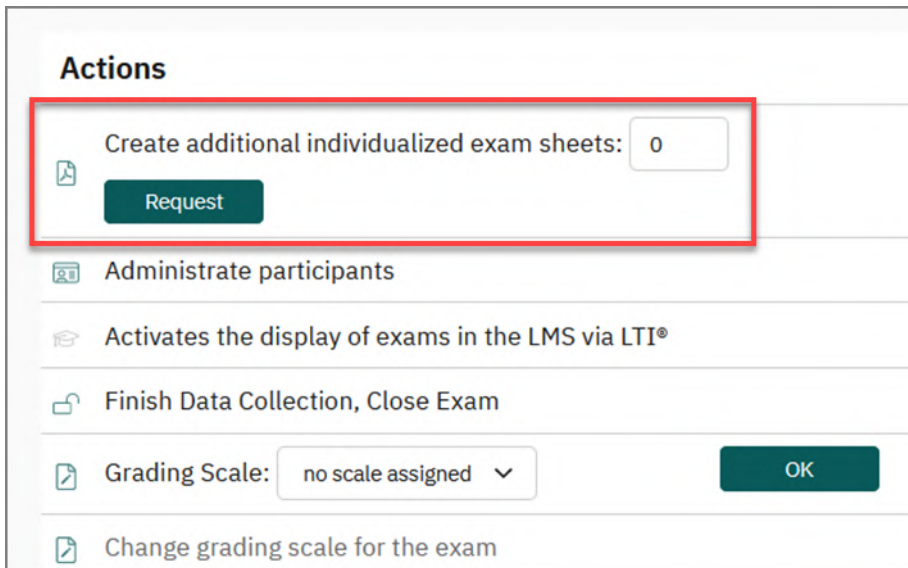 Actions
Create additional individualized exam sheets: 0
Request
Administrate participants
Activates the display of exams in the LMS via LTI®
Finish Data Collection, Close Exam
Grading Scale: no scale assigned OK
Change grading scale for the exam